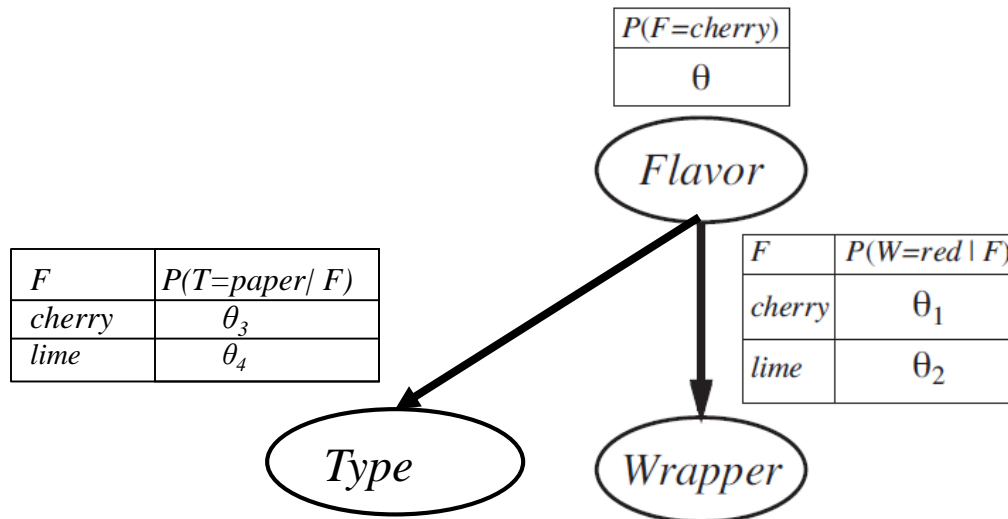 P(F=cherry)
θ
Flavor
F P(W=red | F)
cherry θ1
lime θ2
F P(T=paper/ F)
cherry θ3
lime θ4
Type
Wrapper